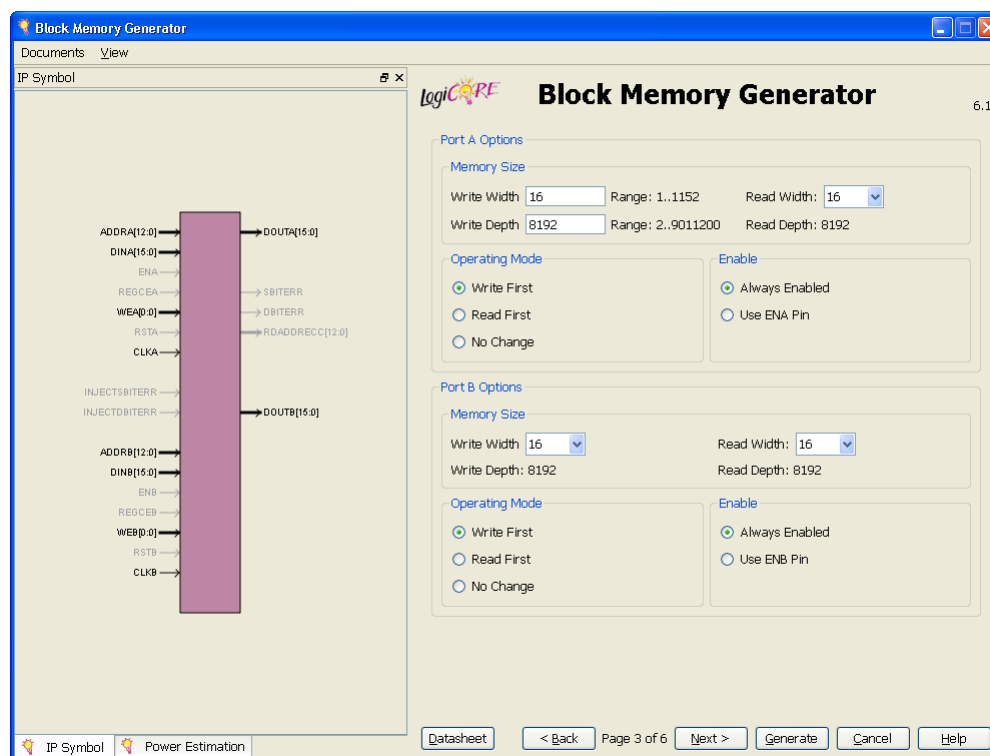 Block Memory Generator
Documents View
IP Symbol
ADDRA[12:0]
DINA[15:0]
ENA
REGCEA
WEA[0:0]
RSTA
CLKA
INJECTSBITERR
INJECTDBITERR
ADDRB[12:0]
DINB[15:0]
ENB
REGCEB
WEB[0:0]
RSTB
CLKB
DOUTA[15:0]
SBITERR
DBITERR
RDADDRECC[12:0]
DOUTB[15:0]
IP Symbol Power Estimation
logiCORE Block Memory Generator 6.1
Port A Options
Memory Size
Write Width 16 Range: 1..1152 Read Width: 16
Write Depth 8192 Range: 2..9011200 Read Depth: 8192
Operating Mode
Write First
Read First
No Change
Enable
Always Enabled
Use ENA Pin
Port B Options
Memory Size
Write Width 16 Read Width: 16
Write Depth: 8192 Read Depth: 8192
Operating Mode
Write First
Read First
No Change
Enable
Always Enabled
Use ENB Pin
Datasheet < Back Page 3 of 6 Next > Generate Cancel Help